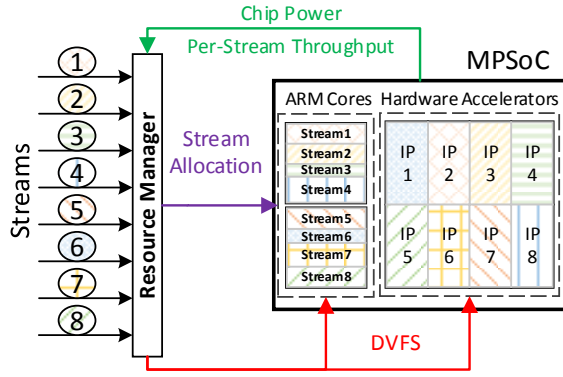 Chip Power
Per-Stream Throughput
MPSoC
Streams
1
2
3
4
5
6
7
8
Resource Manager
Stream
Allocation
ARM Cores
Stream1
Stream2
Stream3
Stream4
Stream5
Stream6
Stream7
Stream8
Hardware Accelerators
IP
1
IP
2
IP
3
IP
4
IP
5
IP
6
IP
7
IP
8
DVFS